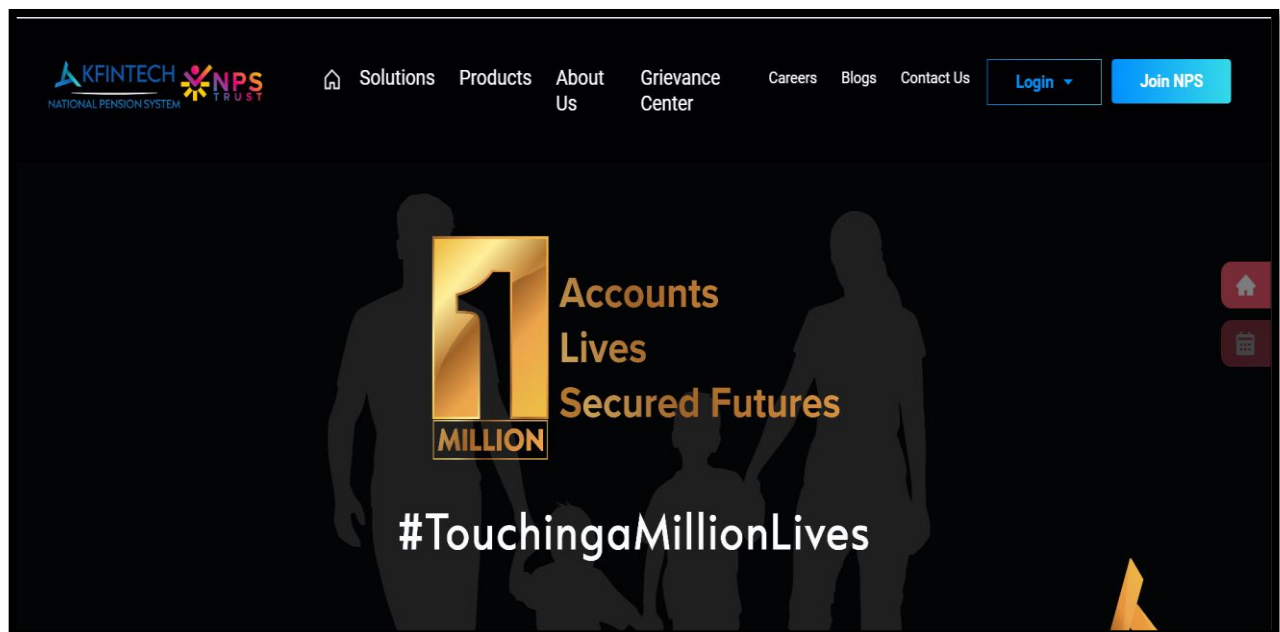 KFINTECH
NATIONAL PENSION SYSTEM
NPS
TRUST
Solutions Products About Us Grievance Center Careers Blogs Contact Us Login Join NPS
1
MILLION
Accounts
Lives
Secured Futures
#TouchingaMillionLives